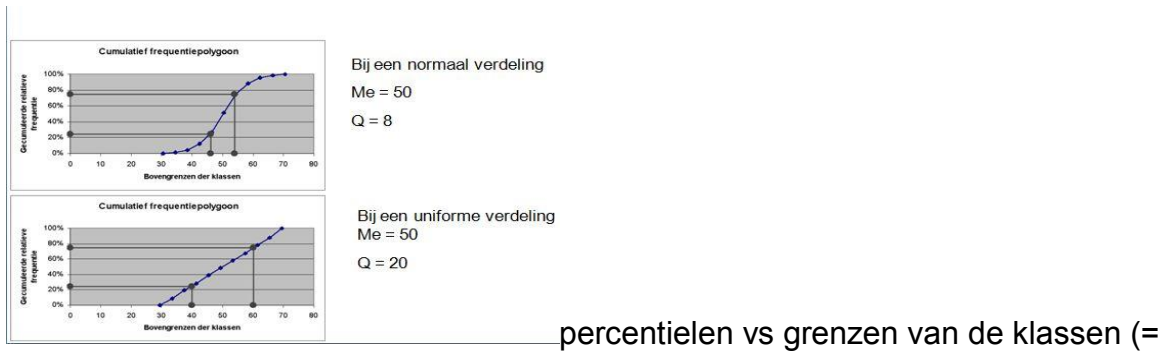 Cumulatief frequentiepolygoon
Gecumuleerde relatieve
frequentie
100%
80%
60%
40%
20%
0%
0 10 20 30 40 50 60 70 80
Bovengrenzen der klassen
Bij een normaal verdeling
Me = 50
Q = 8
Cumulatief frequentiepolygoon
Gecumuleerde relatieve
frequentie
100%
80%
60%
40%
20%
0%
0 10 20 30 40 50 60 70 80
Bovengrenzen der klassen
Bij een uniforme verdeling
Me = 50
Q = 20
percentielen vs grenzen van de klassen (=